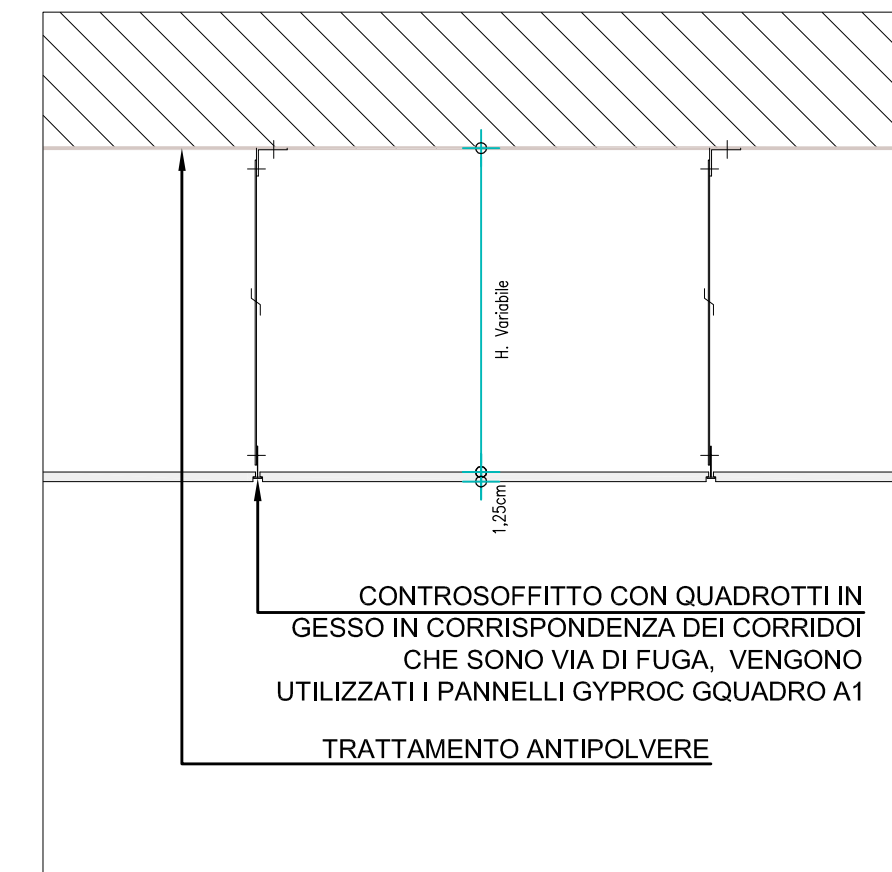 H. Variabile
1,25cm
CONTROSOFFITTO CON QUADROTTI IN
GESSO IN CORRISPONDENZA DEI CORRIDOI
CHE SONO VIA DI FUGA, VENGONO
UTILIZZATI I PANNELLI GYPROC GQUADRO A1
TRATTAMENTO ANTIPOLVERE